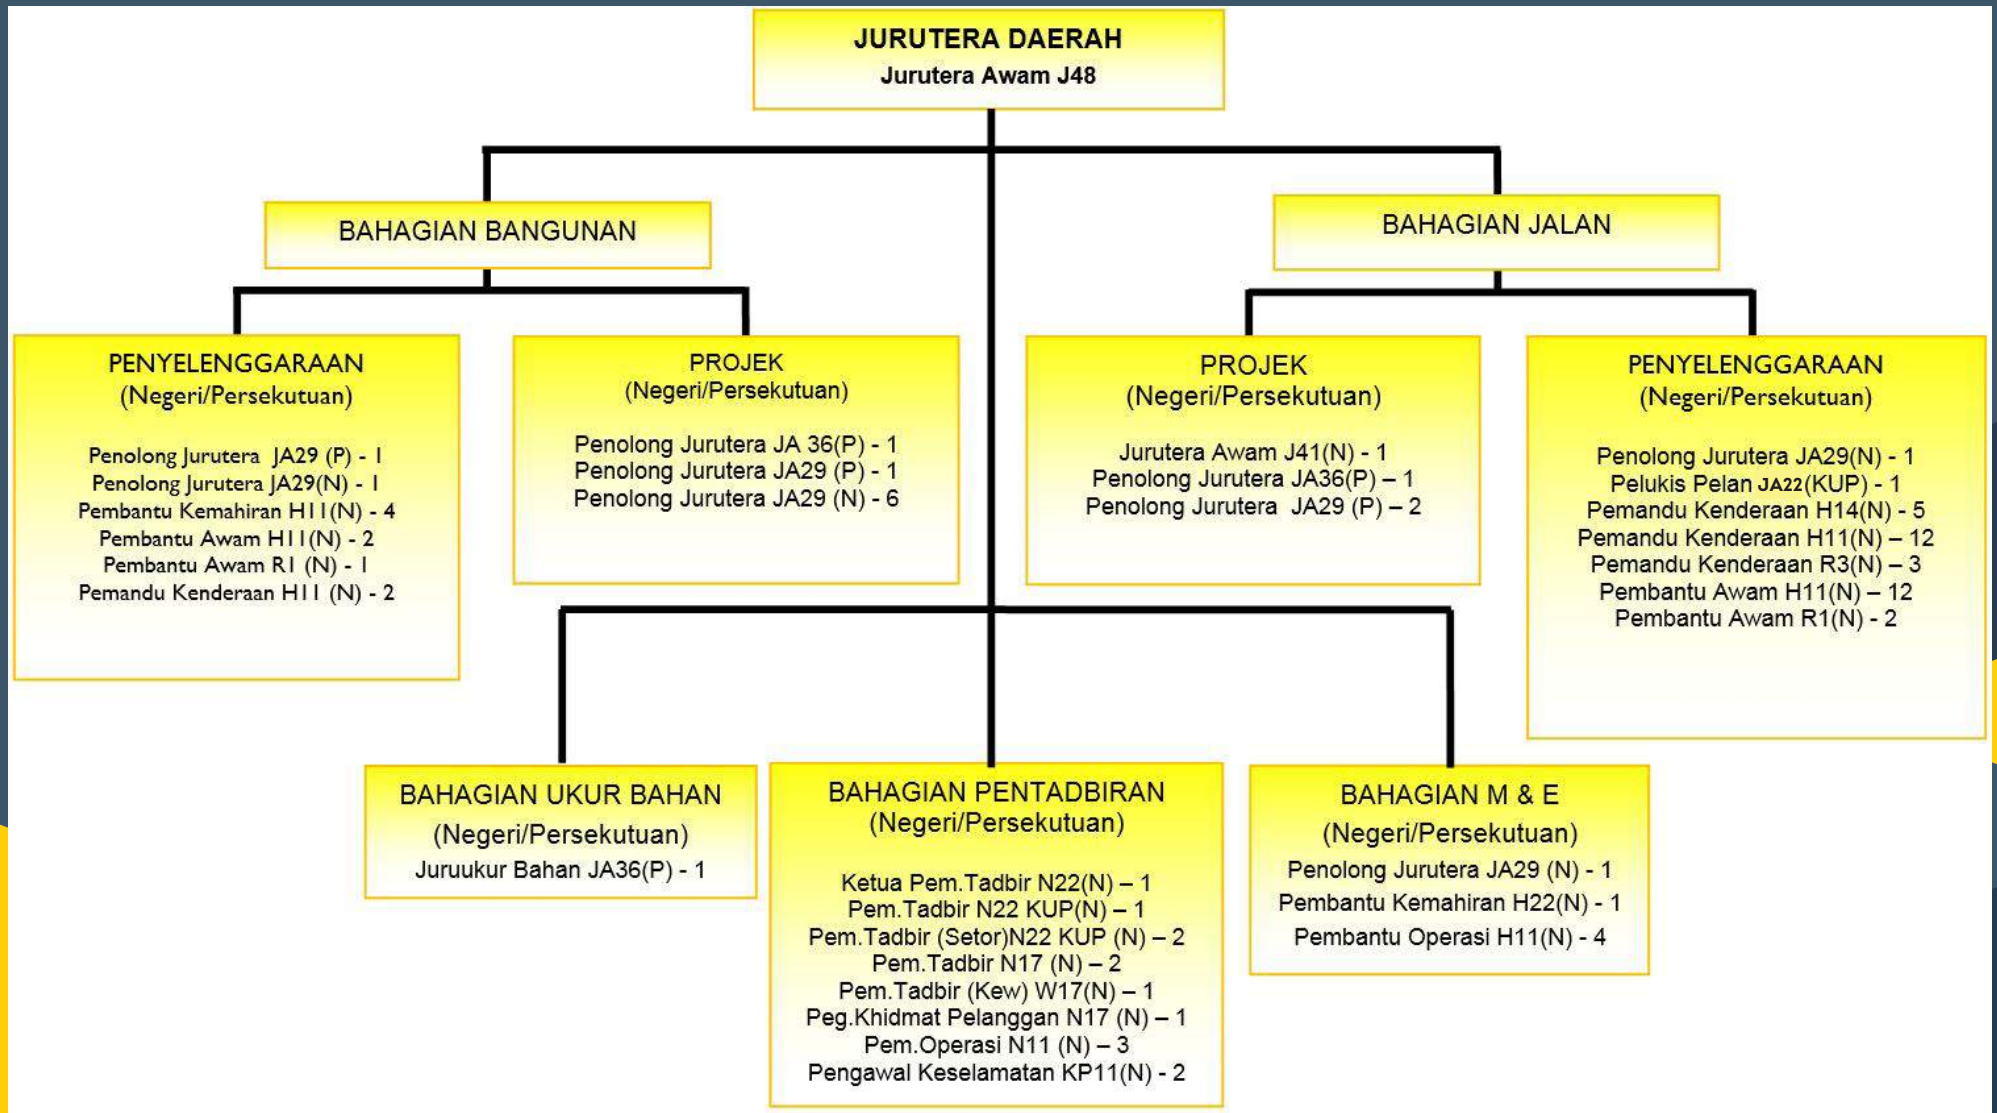 JURUTERA DAERAH
Jurutera Awam J48
BAHAGIAN BANGUNAN
BAHAGIAN JALAN
PENYELENGGARAAN
(Negeri/Persekutuan)
Penolong Jurutera JA29 (P) - 1
Penolong Jurutera JA29(N) - 1
Pembantu Kemahiran H11(N) - 4
Pembantu Awam H11(N) - 2
Pembantu Awam R1 (N) - 1
Pemandu Kenderaan H11 (N) - 2
PROJEK
(Negeri/Persekutuan)
Penolong Jurutera JA 36(P) - 1
Penolong Jurutera JA29 (P) - 1
Penolong Jurutera JA29 (N) - 6
PROJEK
(Negeri/Persekutuan)
Jurutera Awam J41(N) - 1
Penolong Jurutera JA36(P) – 1
Penolong Jurutera JA29 (P) – 2
PENYELENGGARAAN
(Negeri/Persekutuan)
Penolong Jurutera JA29(N) - 1
Pelukis Pelan JA22(KUP) - 1
Pemandu Kenderaan H14(N) - 5
Pemandu Kenderaan H11(N) – 12
Pemandu Kenderaan R3(N) – 3
Pembantu Awam H11(N) – 12
Pembantu Awam R1(N) - 2
BAHAGIAN UKUR BAHAN
(Negeri/Persekutuan)
Juruukur Bahan JA36(P) - 1
BAHAGIAN PENTADBIRAN
(Negeri/Persekutuan)
Ketua Pem.Tadbir N22(N) – 1
Pem.Tadbir N22 KUP(N) – 1
Pem.Tadbir (Setor)N22 KUP (N) – 2
Pem.Tadbir N17 (N) – 2
Pem.Tadbir (Kew) W17(N) – 1
Peg.Khidmat Pelanggan N17 (N) – 1
Pem.Operasi N11 (N) – 3
Pengawal Keselamatan KP11(N) - 2
BAHAGIAN M & E
(Negeri/Persekutuan)
Penolong Jurutera JA29 (N) - 1
Pembantu Kemahiran H22(N) - 1
Pembantu Operasi H11(N) - 4